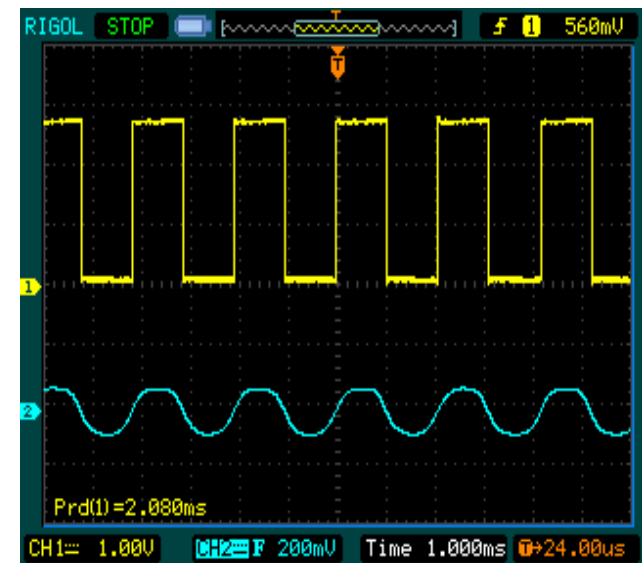 RIGOL STOP T f 1 560mV
T
1
2
Prd(1)=2.080ms
CH1 1.00V CH2 F 200mV Time 1.000ms T→24.00us